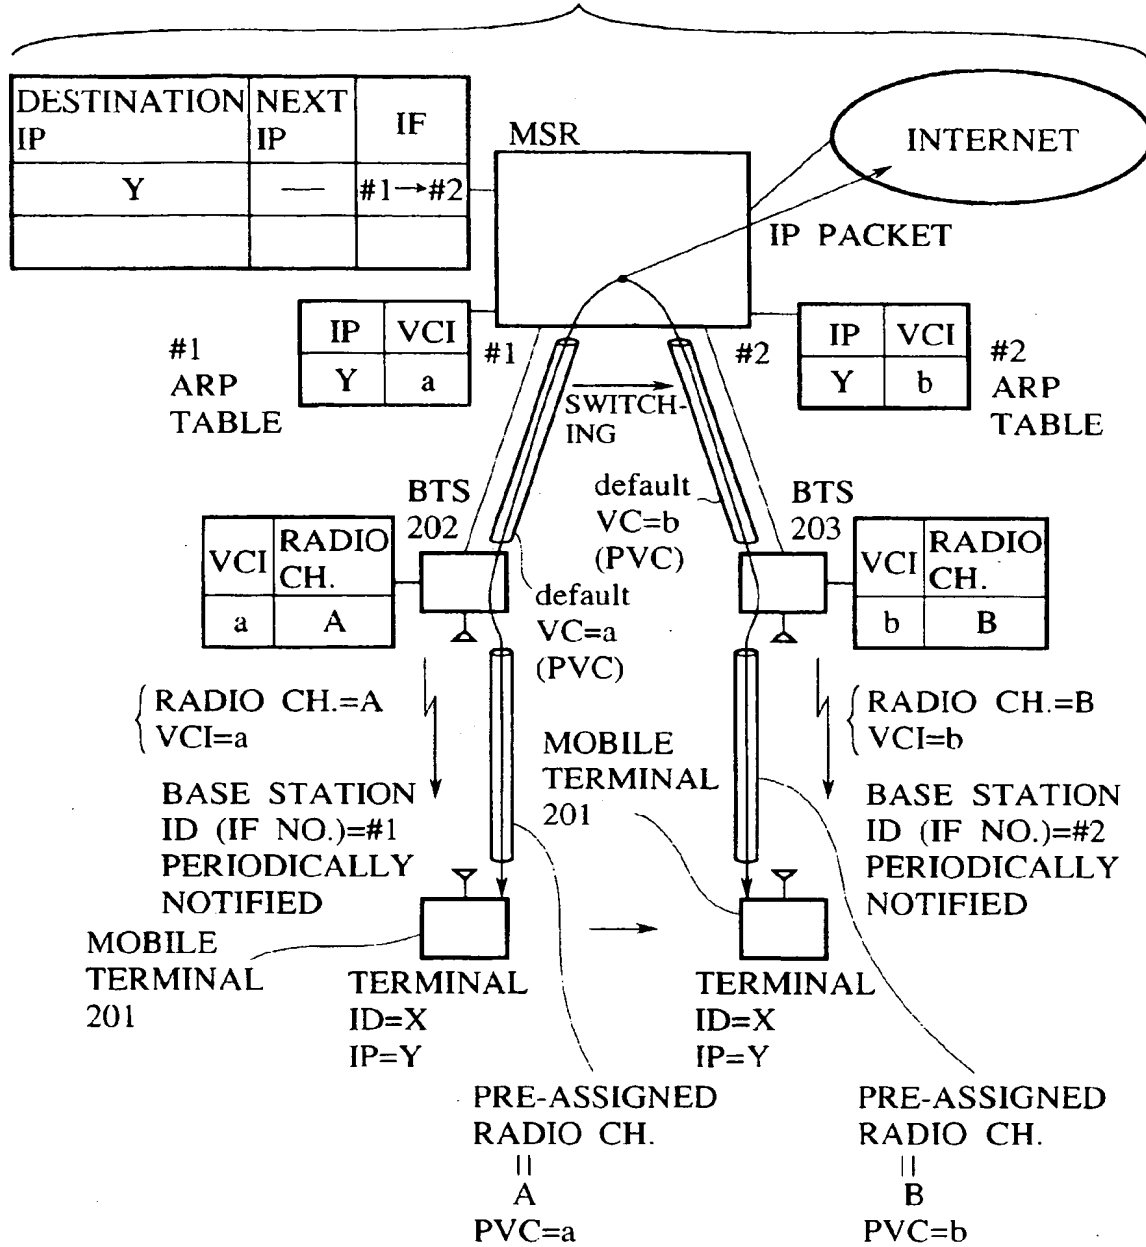 DESTINATION IP
NEXT IP
IF
Y
—
#1→#2
MSR
INTERNET
IP PACKET
#1
ARP
TABLE
IP
VCI
Y
a
#1
#2
IP
VCI
Y
b
#2
ARP
TABLE
SWITCH-
ING
BTS
202
default
VC=b
(PVC)
BTS
203
VCI
RADIO
CH.
a
A
default
VC=a
(PVC)
VCI
RADIO
CH.
b
B
RADIO CH.=A
VCI=a
BASE STATION
ID (IF NO.)=#1
PERIODICALLY
NOTIFIED
MOBILE
TERMINAL
201
RADIO CH.=B
VCI=b
BASE STATION
ID (IF NO.)=#2
PERIODICALLY
NOTIFIED
MOBILE
TERMINAL
201
TERMINAL
ID=X
IP=Y
TERMINAL
ID=X
IP=Y
PRE-ASSIGNED
RADIO CH.
=
A
PVC=a
PRE-ASSIGNED
RADIO CH.
=
B
PVC=b